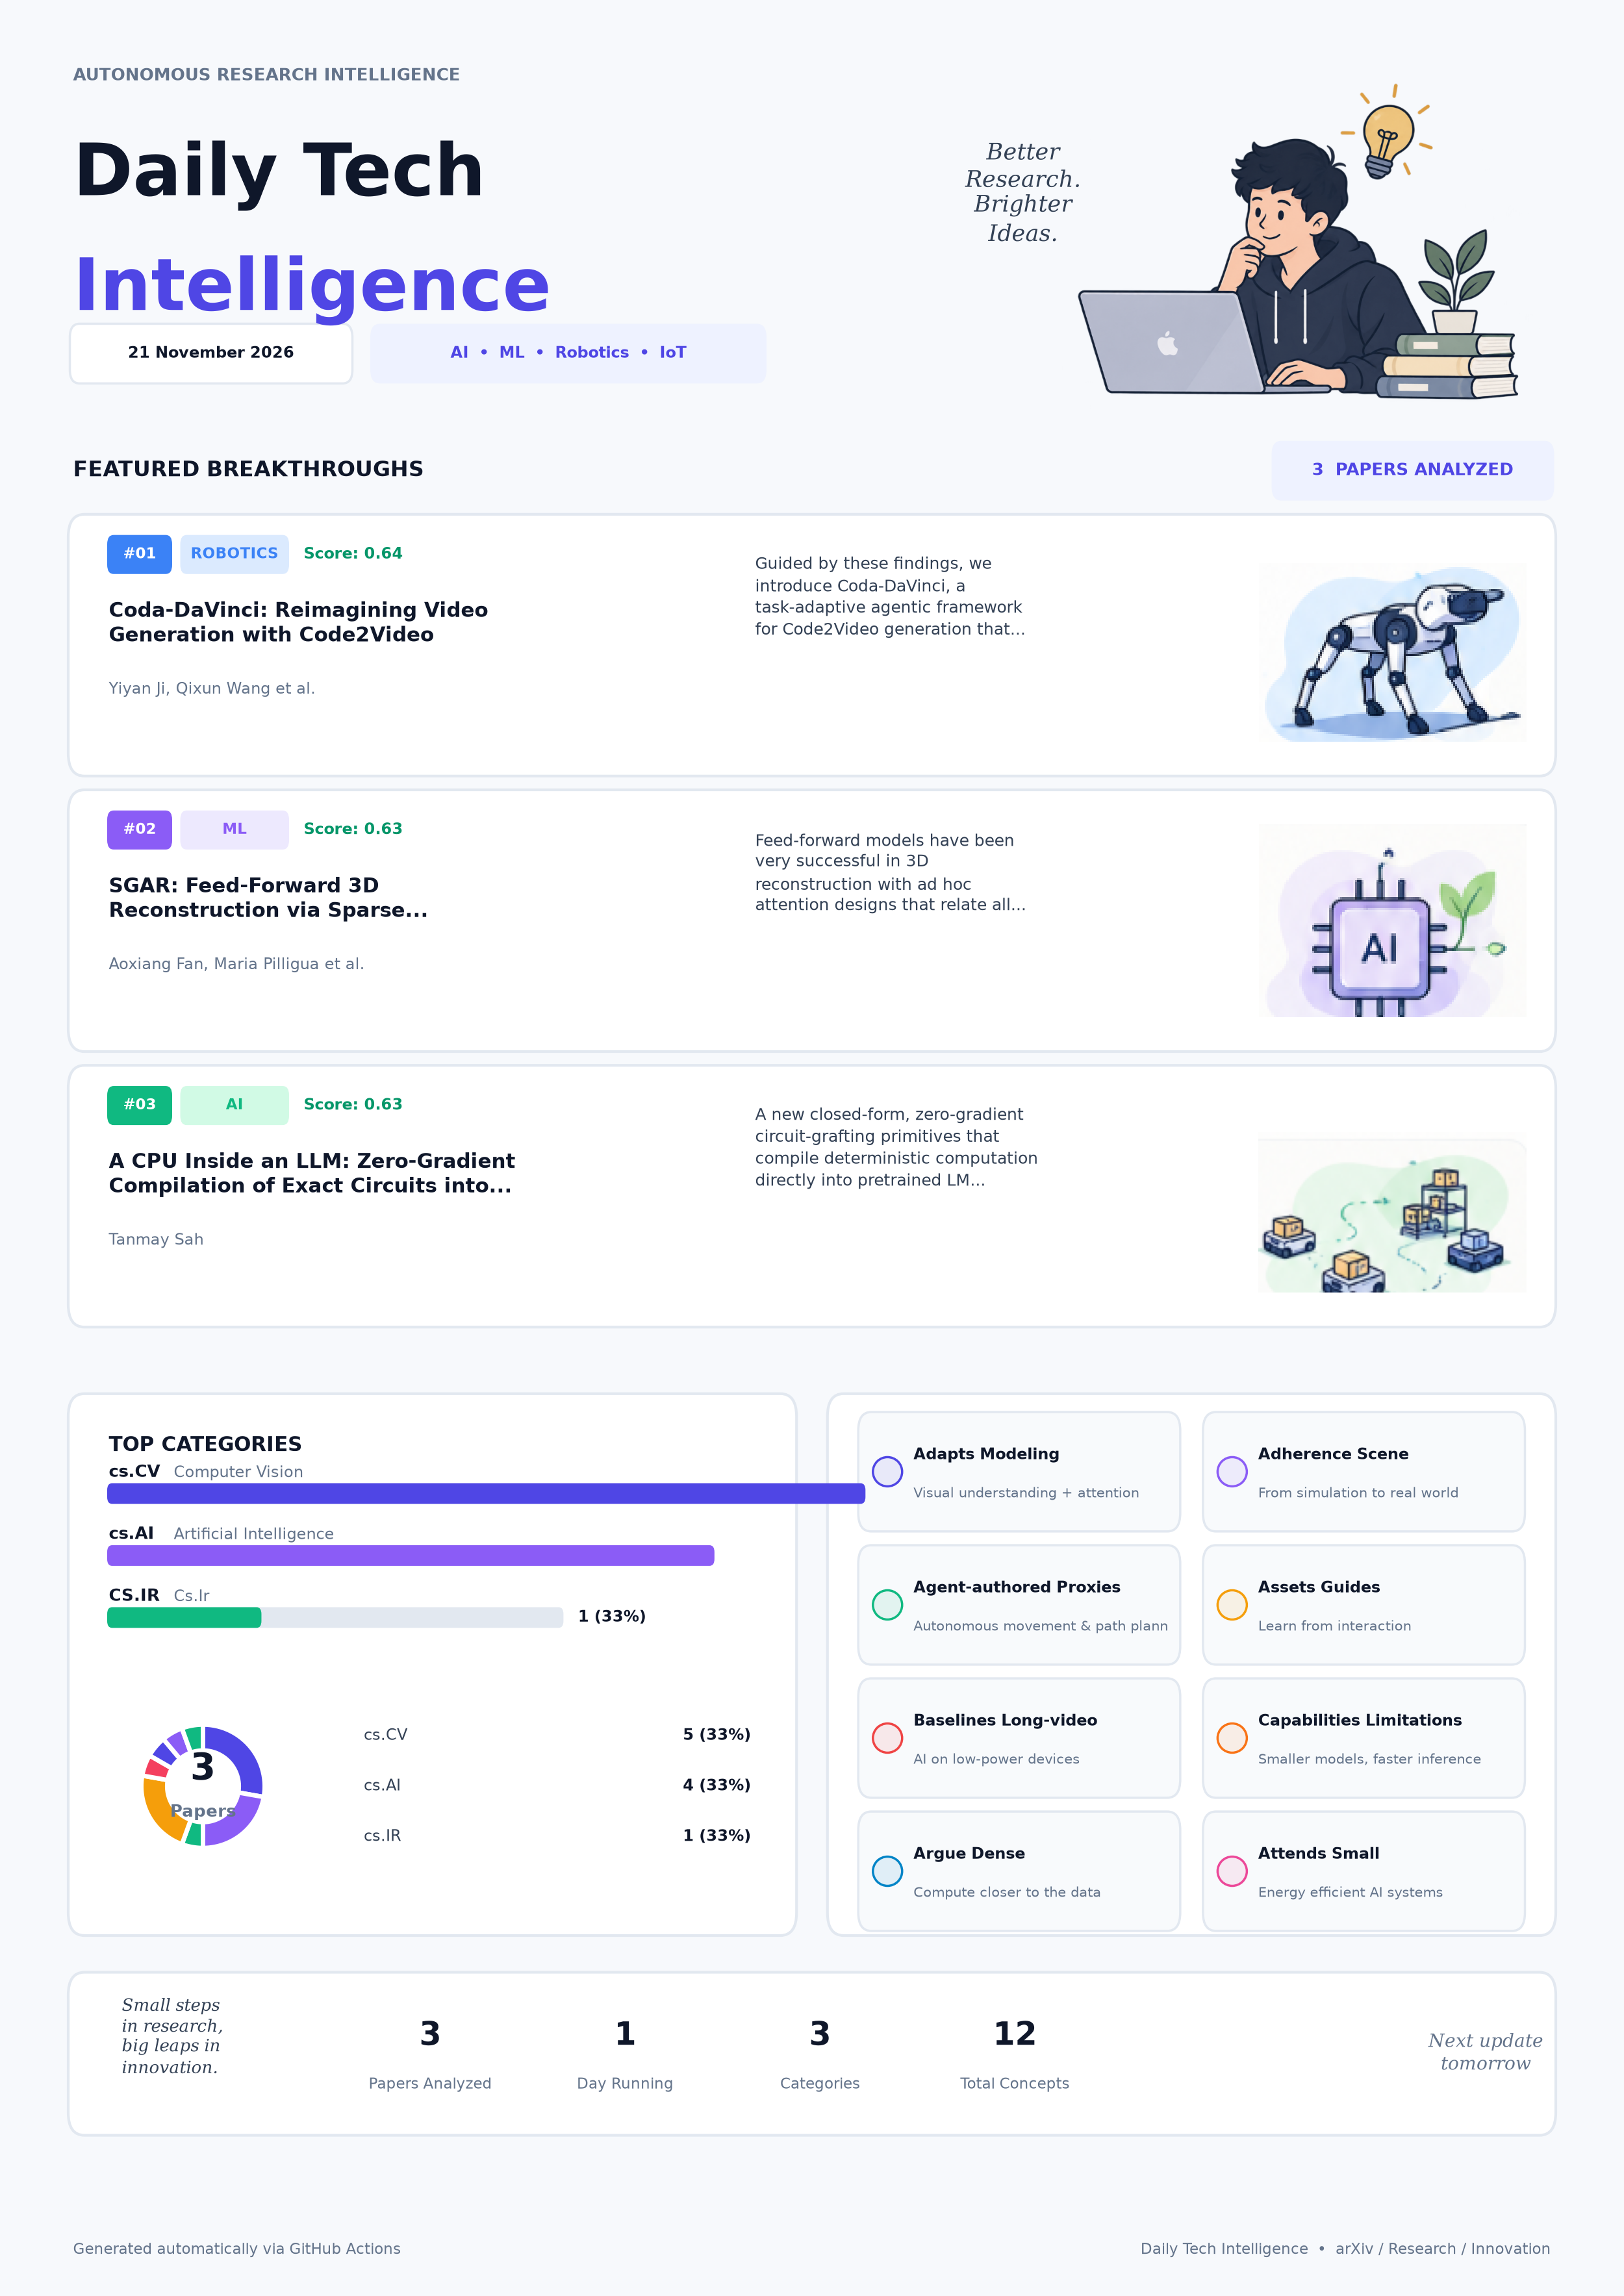 AUTONOMOUS RESEARCH INTELLIGENCE
Daily Tech
Intelligence
21 November 2026
AI • ML • Robotics • IoT
Better
Research.
Brighter
Ideas.
FEATURED BREAKTHROUGHS
3 PAPERS ANALYZED
#01
ROBOTICS
Score: 0.64
Coda-DaVinci: Reimagining Video
Generation with Code2Video
Yiyan Ji, Qixun Wang et al.
Guided by these findings, we
introduce Coda-DaVinci, a
task-adaptive agentic framework
for Code2Video generation that...
#02
ML
Score: 0.63
SGAR: Feed-Forward 3D
Reconstruction via Sparse...
Aoxiang Fan, Maria Pilligua et al.
Feed-forward models have been
very successful in 3D
reconstruction with ad hoc
attention designs that relate all...
AI
#03
AI
Score: 0.63
A CPU Inside an LLM: Zero-Gradient
Compilation of Exact Circuits into...
Tanmay Sah
A new closed-form, zero-gradient
circuit-grafting primitives that
compile deterministic computation
directly into pretrained LM...
TOP CATEGORIES
cs.CV Computer Vision
cs.AI Artificial Intelligence
CS.IR Cs.Ir
1 (33%)
3
Papers
cs.CV 5 (33%)
cs.AI 4 (33%)
cs.IR 1 (33%)
Adapts Modeling
Visual understanding + attention
Adherence Scene
From simulation to real world
Agent-authored Proxies
Autonomous movement & path plann
Assets Guides
Learn from interaction
Baselines Long-video
AI on low-power devices
Capabilities Limitations
Smaller models, faster inference
Argue Dense
Compute closer to the data
Attends Small
Energy efficient AI systems
Small steps
in research,
big leaps in
innovation.
3
Papers Analyzed
1
Day Running
3
Categories
12
Total Concepts
Next update
tomorrow
Generated automatically via GitHub Actions
Daily Tech Intelligence • arXiv / Research / Innovation